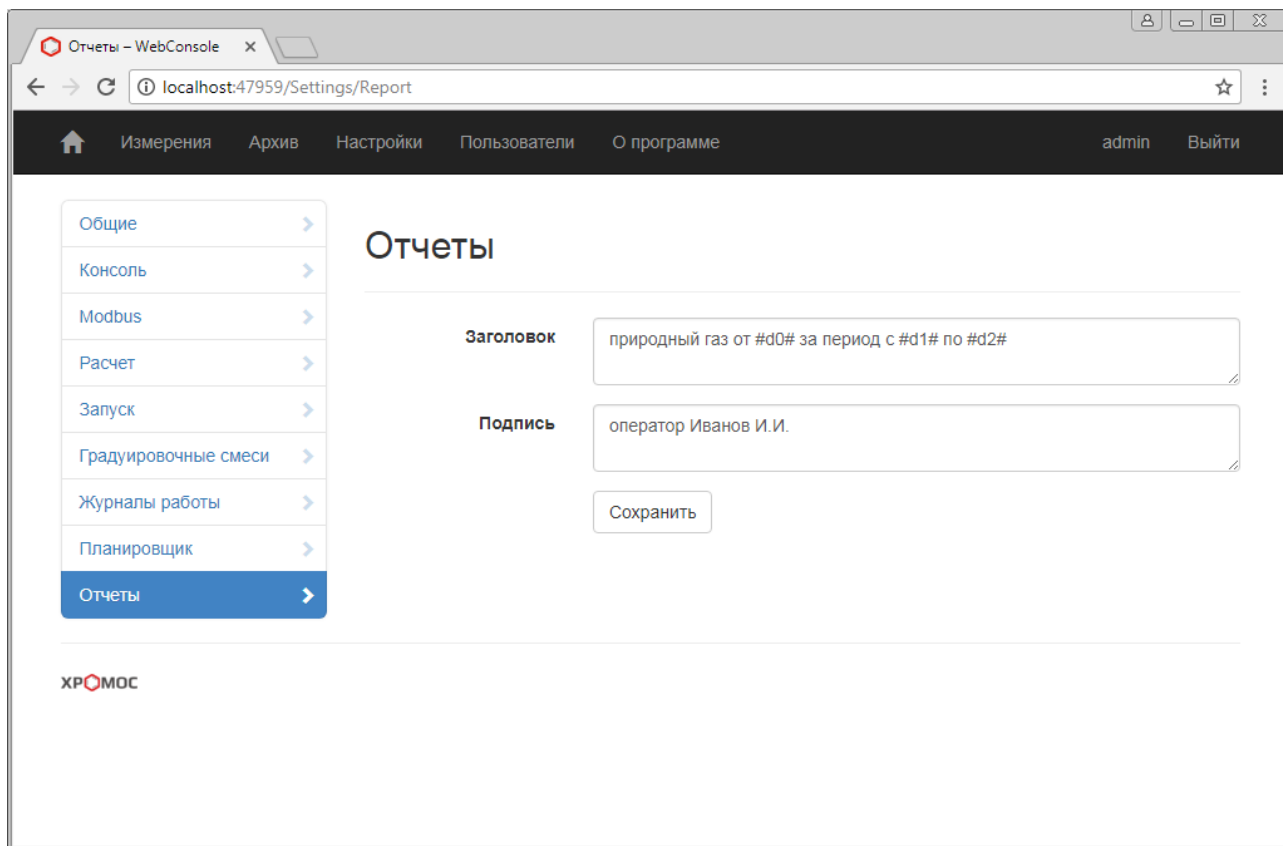 Отчеты – WebConsole
localhost:47959/Settings/Report
Измерения Архив Настройки Пользователи О программе admin Выйти
Общие
Консоль
Modbus
Расчет
Запуск
Градуировочные смеси
Журналы работы
Планировщик
Отчеты
Отчеты
Заголовок
природный газ от #d0# за период с #d1# по #d2#
Подпись
оператор Иванов И.И.
Сохранить
ХРОМОС